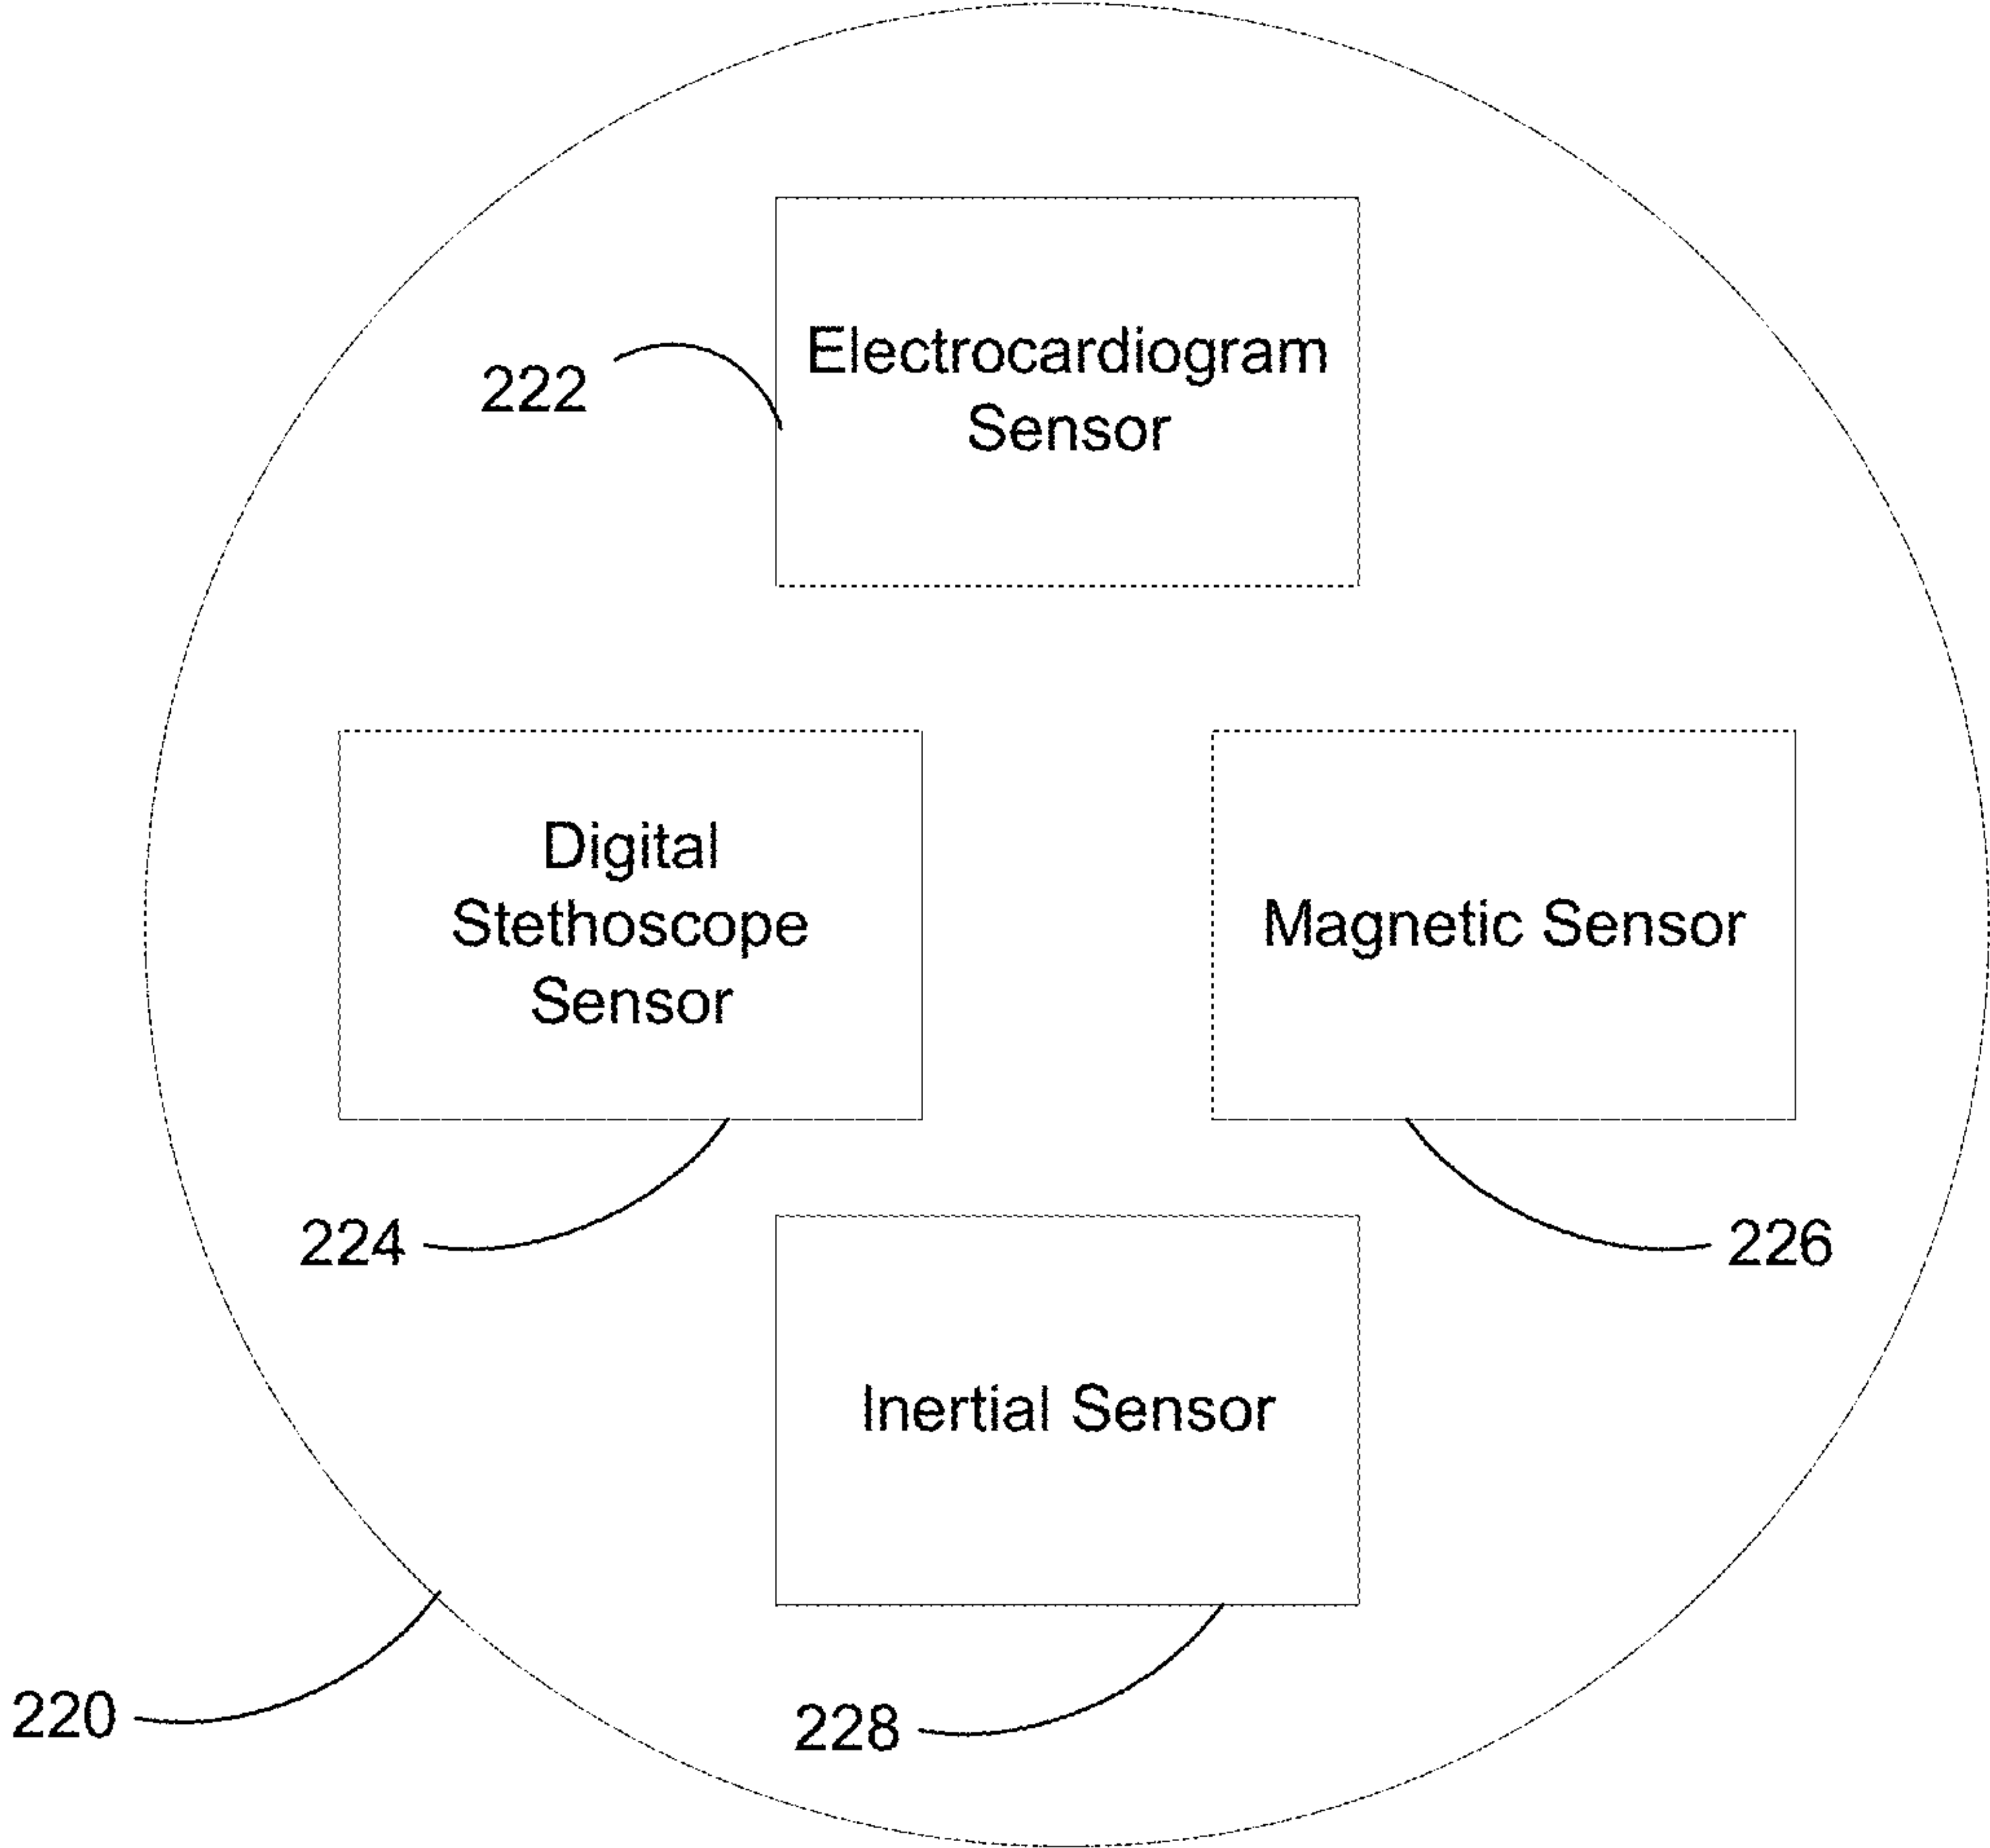 Electrocardiogram
Sensor
222
Digital
Stethoscope
Sensor
Magnetic Sensor
224
226
Inertial Sensor
220
228